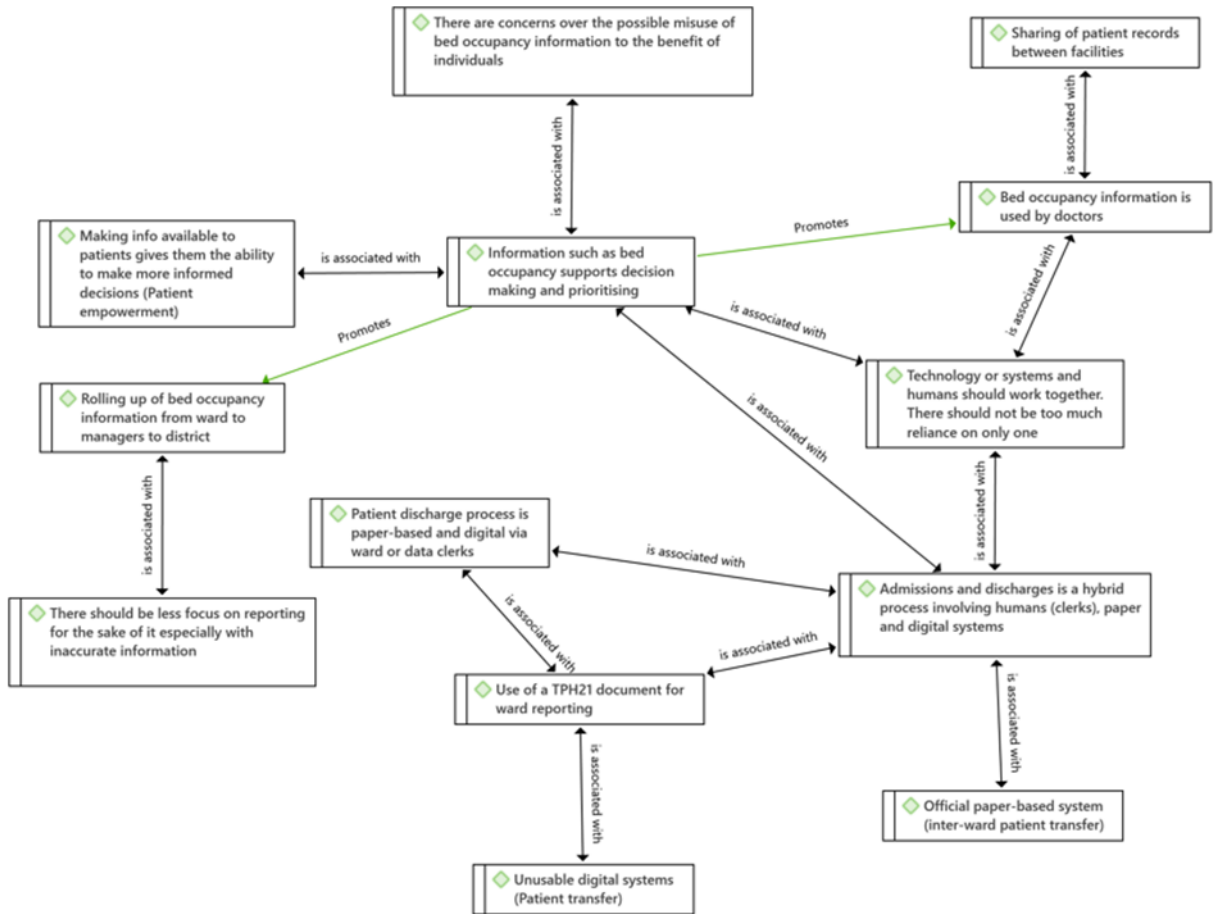 There are concerns over the possible misuse of
bed occupancy information to the benefit of
individuals
Sharing of patient records
between facilities
is associated with
is associated with
Bed occupancy information is
used by doctors
Making info available to
patients gives them the ability
to make more informed
decisions (Patient
empowerment)
is associated with
Information such as bed
occupancy supports decision
making and prioritising
Promotes
is associated with
Promotes
is associated with
is associated with
Rolling up of bed occupancy
information from ward to
managers to district
Technology or systems and
humans should work together.
There should not be too much
reliance on only one
is associated with
Patient discharge process is
paper-based and digital via
ward or data clerks
is associated with
is associated with
There should be less focus on reporting
for the sake of it especially with
inaccurate information
Admissions and discharges is a hybrid
process involving humans (clerks), paper
and digital systems
is associated with
is associated with
Use of a TPH21 document for
ward reporting
is associated with
is associated with
Official paper-based system
(inter-ward patient transfer)
Unusable digital systems
(Patient transfer)